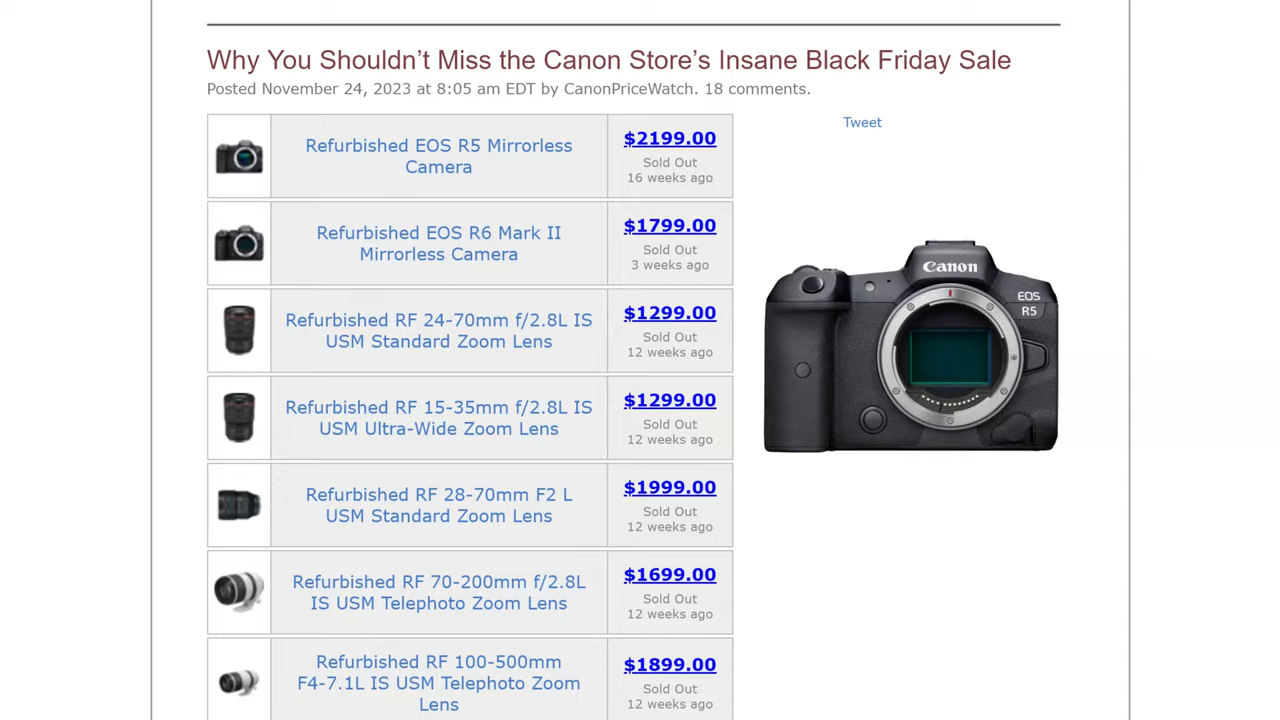 Why You Shouldn’t Miss the Canon Store’s Insane Black Friday Sale
Posted November 24, 2023 at 8:05 am EDT by CanonPriceWatch. 18 comments.
Tweet
Refurbished EOS R5 Mirrorless
Camera
$2199.00
Sold Out
16 weeks ago
Refurbished EOS R6 Mark II
Mirrorless Camera
$1799.00
Sold Out
3 weeks ago
Refurbished RF 24-70mm f/2.8L IS
USM Standard Zoom Lens
$1299.00
Sold Out
12 weeks ago
Refurbished RF 15-35mm f/2.8L IS
USM Ultra-Wide Zoom Lens
$1299.00
Sold Out
12 weeks ago
Refurbished RF 28-70mm F2 L
USM Standard Zoom Lens
$1999.00
Sold Out
12 weeks ago
Refurbished RF 70-200mm f/2.8L
IS USM Telephoto Zoom Lens
$1699.00
Sold Out
12 weeks ago
Refurbished RF 100-500mm
F4-7.1L IS USM Telephoto Zoom
Lens
$1899.00
Sold Out
12 weeks ago
Canon
EOS
R5